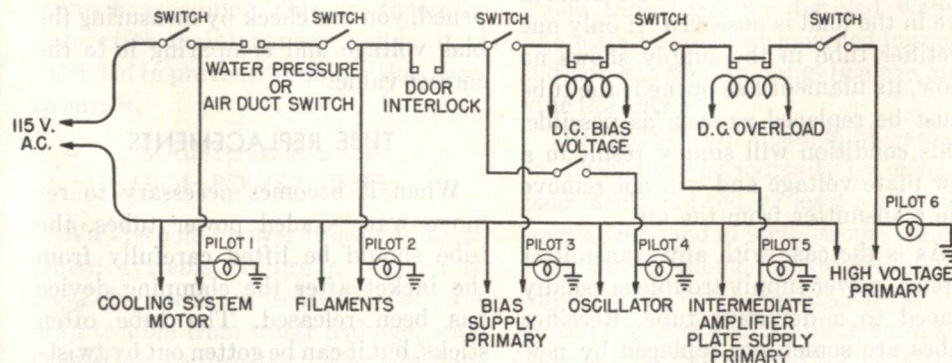 SWITCH SWITCH SWITCH SWITCH SWITCH
WATER PRESSURE
OR
AIR DUCT SWITCH
DOOR
INTERLOCK
115 V.
A.C.
D.C. BIAS
VOLTAGE
D.C. OVERLOAD
PILOT 1
PILOT 2
PILOT 3
PILOT 4
PILOT 5
PILOT 6
COOLING SYSTEM
MOTOR
FILAMENTS
BIAS
SUPPLY
PRIMARY
OSCILLATOR
INTERMEDIATE
AMPLIFIER
PLATE SUPPLY
PRIMARY
HIGH VOLTAGE
PRIMARY